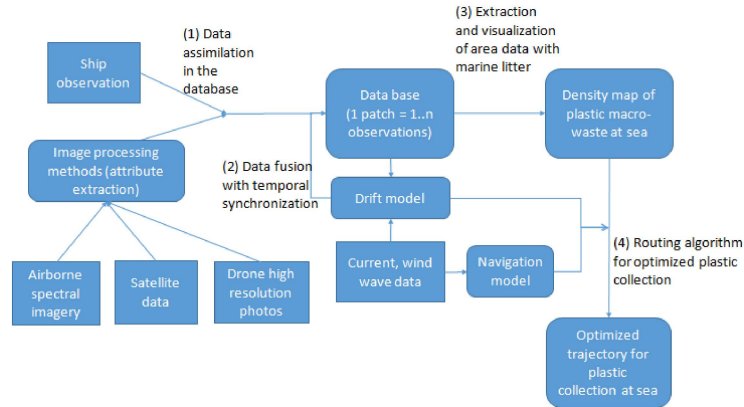 (1) Data
assimilation
in the
database
(3) Extraction
and visualization
of area data with
marine litter
Ship
observation
Data base
(1 patch = 1..n
observations)
Density map of
plastic macro-
waste at sea
Image processing
methods (attribute
extraction)
(2) Data fusion
with temporal
synchronization
Drift model
(4) Routing algorithm
for optimized plastic
collection
Airborne
spectral
imagery
Satellite
data
Drone high
resolution
photos
Current, wind
wave data
Navigation
model
Optimized
trajectory for
plastic
collection at sea